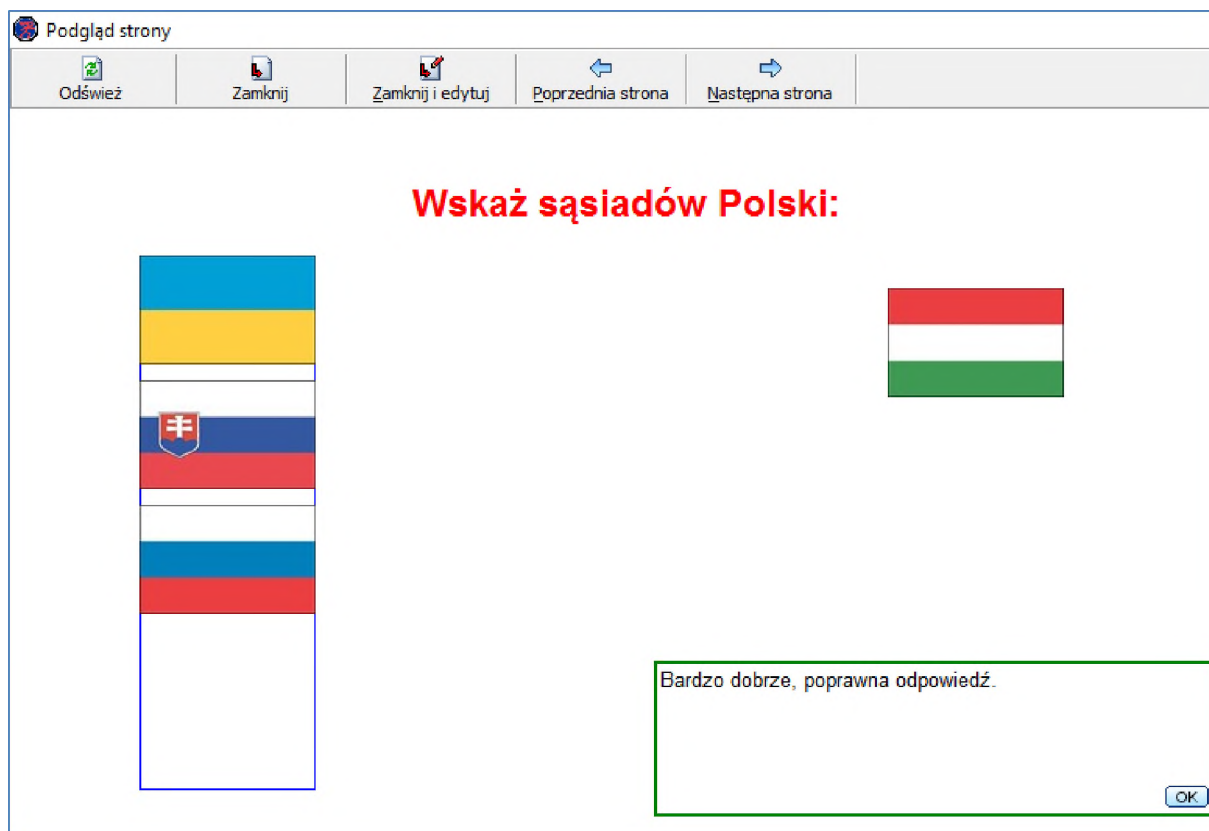 Podgląd strony
Odśwież Zamknij Zamknij i edytuj Poprzednia strona Następna strona
Wskaż sąsiadów Polski:
Bardzo dobrze, poprawna odpowiedź.
OK